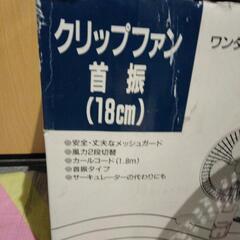 クリップファン
首振
(18cm)
ワンタ
●安全・丈夫なメッシュガード
●風力2段切替
●カールコード(1.8m)
●首振タイプ
●サーキュレーターの代わりにも